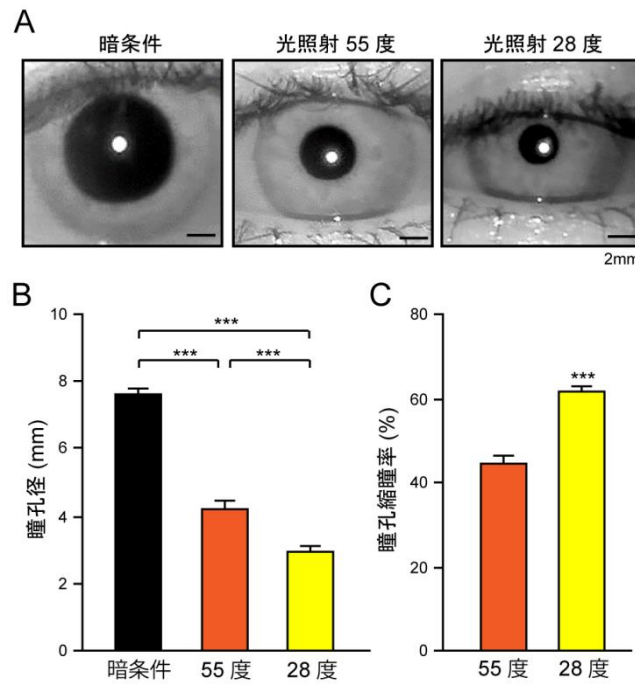 A
暗条件
光照射 55 度
光照射 28 度
2mm
B
瞳孔径 (mm)
10
8
6
4
2
0
***
***
***
暗条件
55 度
28 度
C
瞳孔縮瞳率 (%)
80
60
40
20
0
***
55 度
28 度